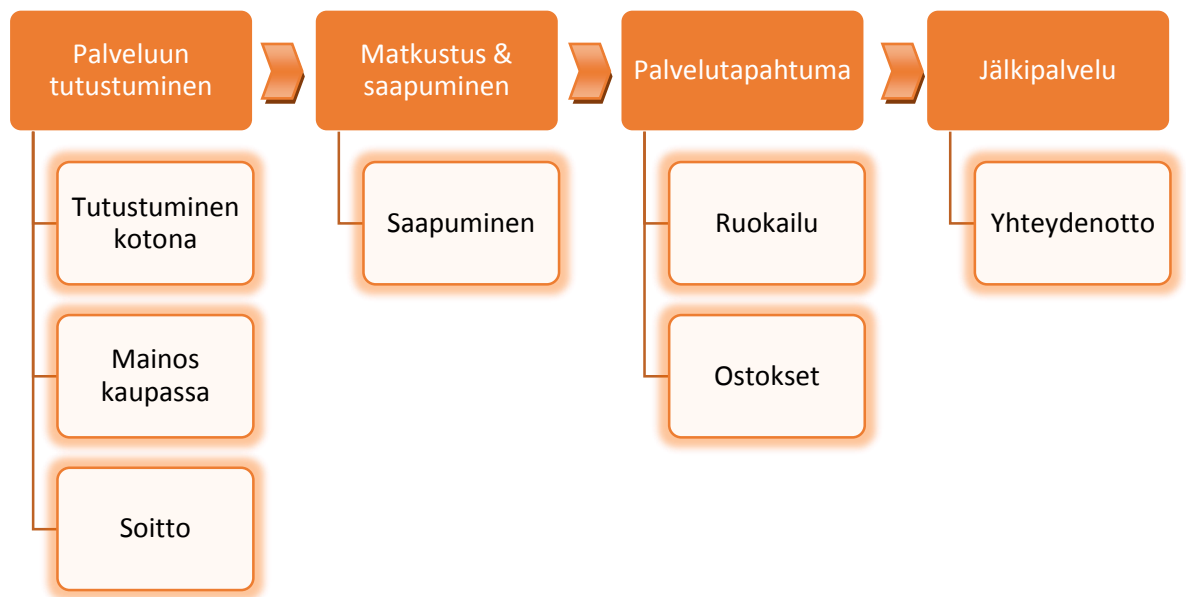 Palveluun
tutustuminen
Tutustuminen
kotona
Mainos
kaupassa
Soitto
Matkustus &
saapuminen
Saapuminen
Palvelutapahtuma
Ruokailu
Ostokset
Jälkipalvelu
Yhteydenotto